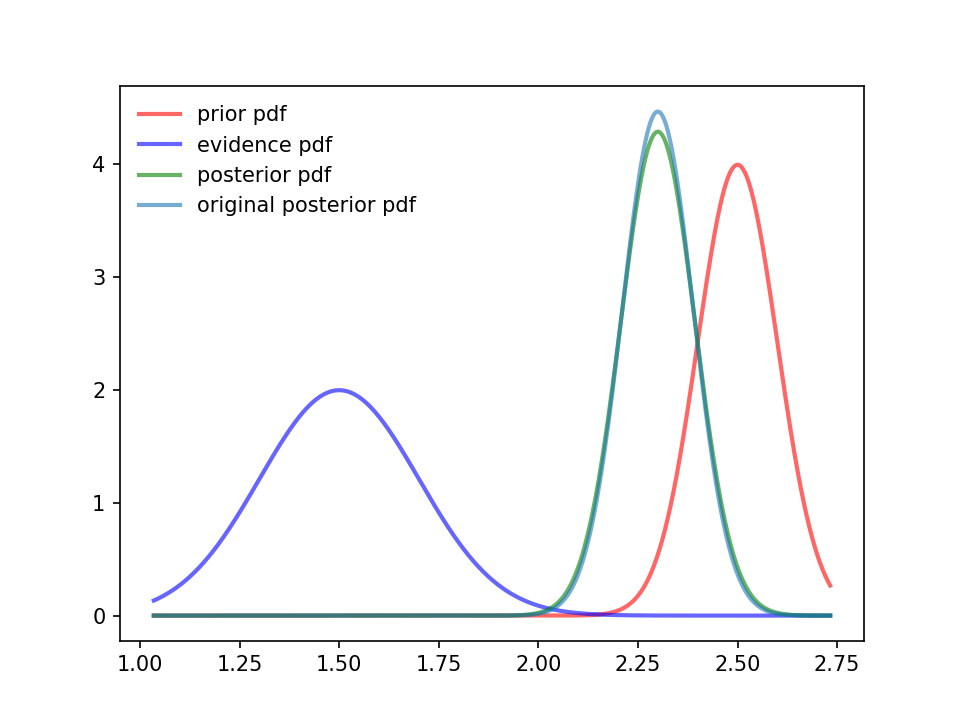 prior pdf
evidence pdf
posterior pdf
original posterior pdf
4
3
2
1
0
1.00 1.25 1.50 1.75 2.00 2.25 2.50 2.75